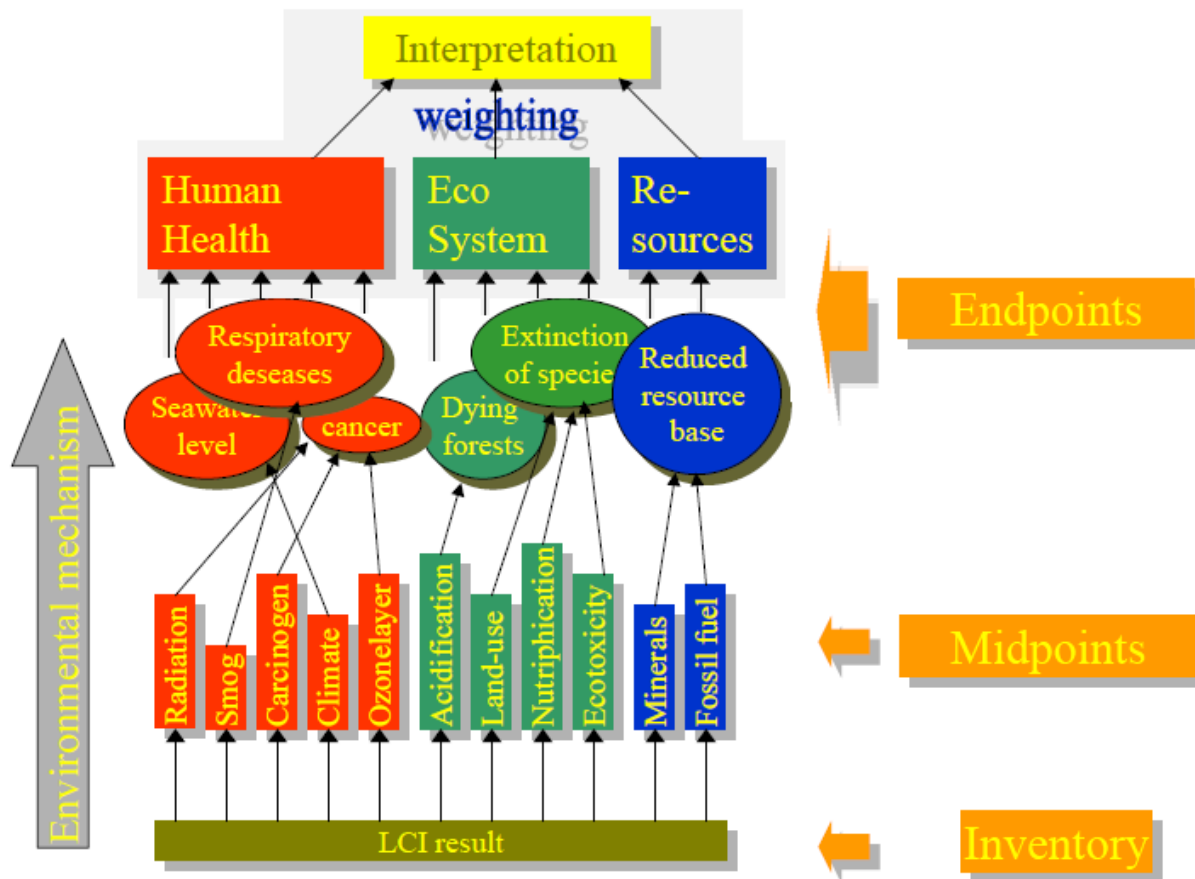 Interpretation
weighting
Human
Health
Eco
System
Re-
sources
Respiratory
deseases
Seawater
level
cancer
Dying
forests
Extinction
of specie
Reduced
resource
base
Endpoints
Environmental mechanism
Radiation
Smog
Carcinogen
Climate
Ozonelayer
Acidification
Land-use
Nutriphication
Ecotoxicity
Minerals
Fossil fuel
Midpoints
LCI result
Inventory